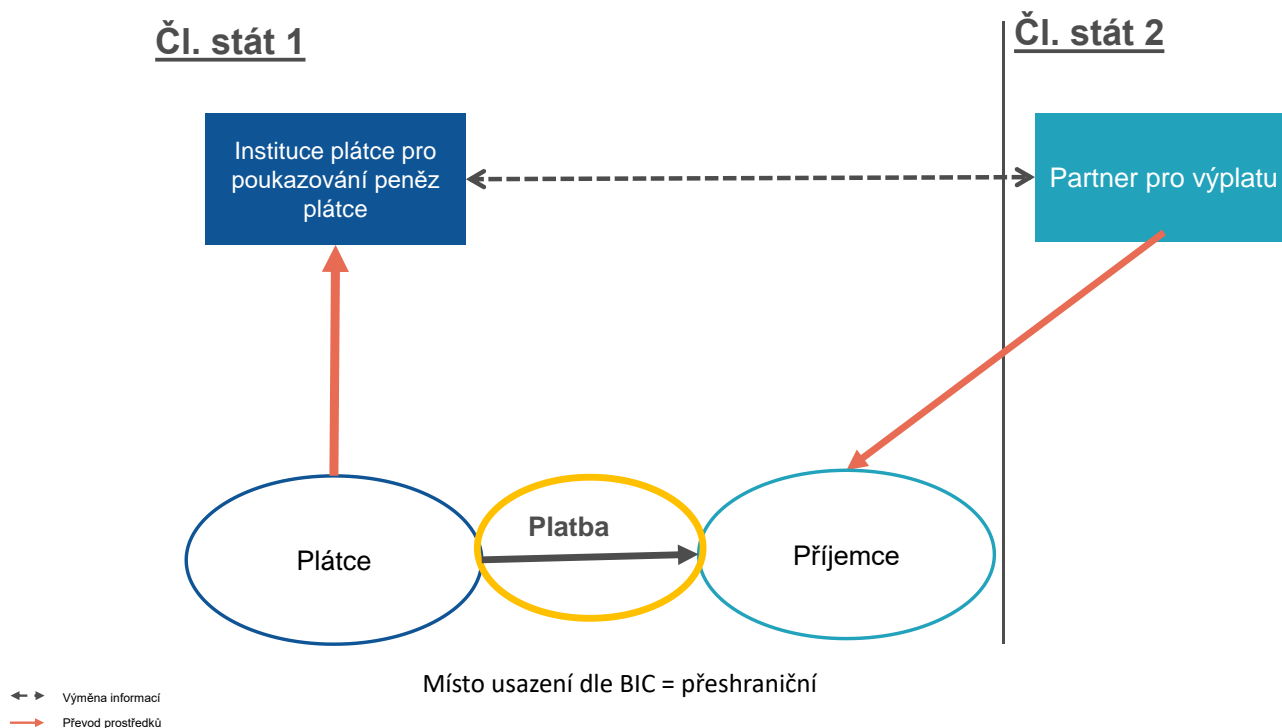 Čl. stát 1
Čl. stát 2
Instituce plátce pro
poukazování peněz
plátce
Partner pro výplatu
Platba
Plátce
Příjemce
Místo usazení dle BIC = přeshraniční
Výměna informací
Převod prostředků